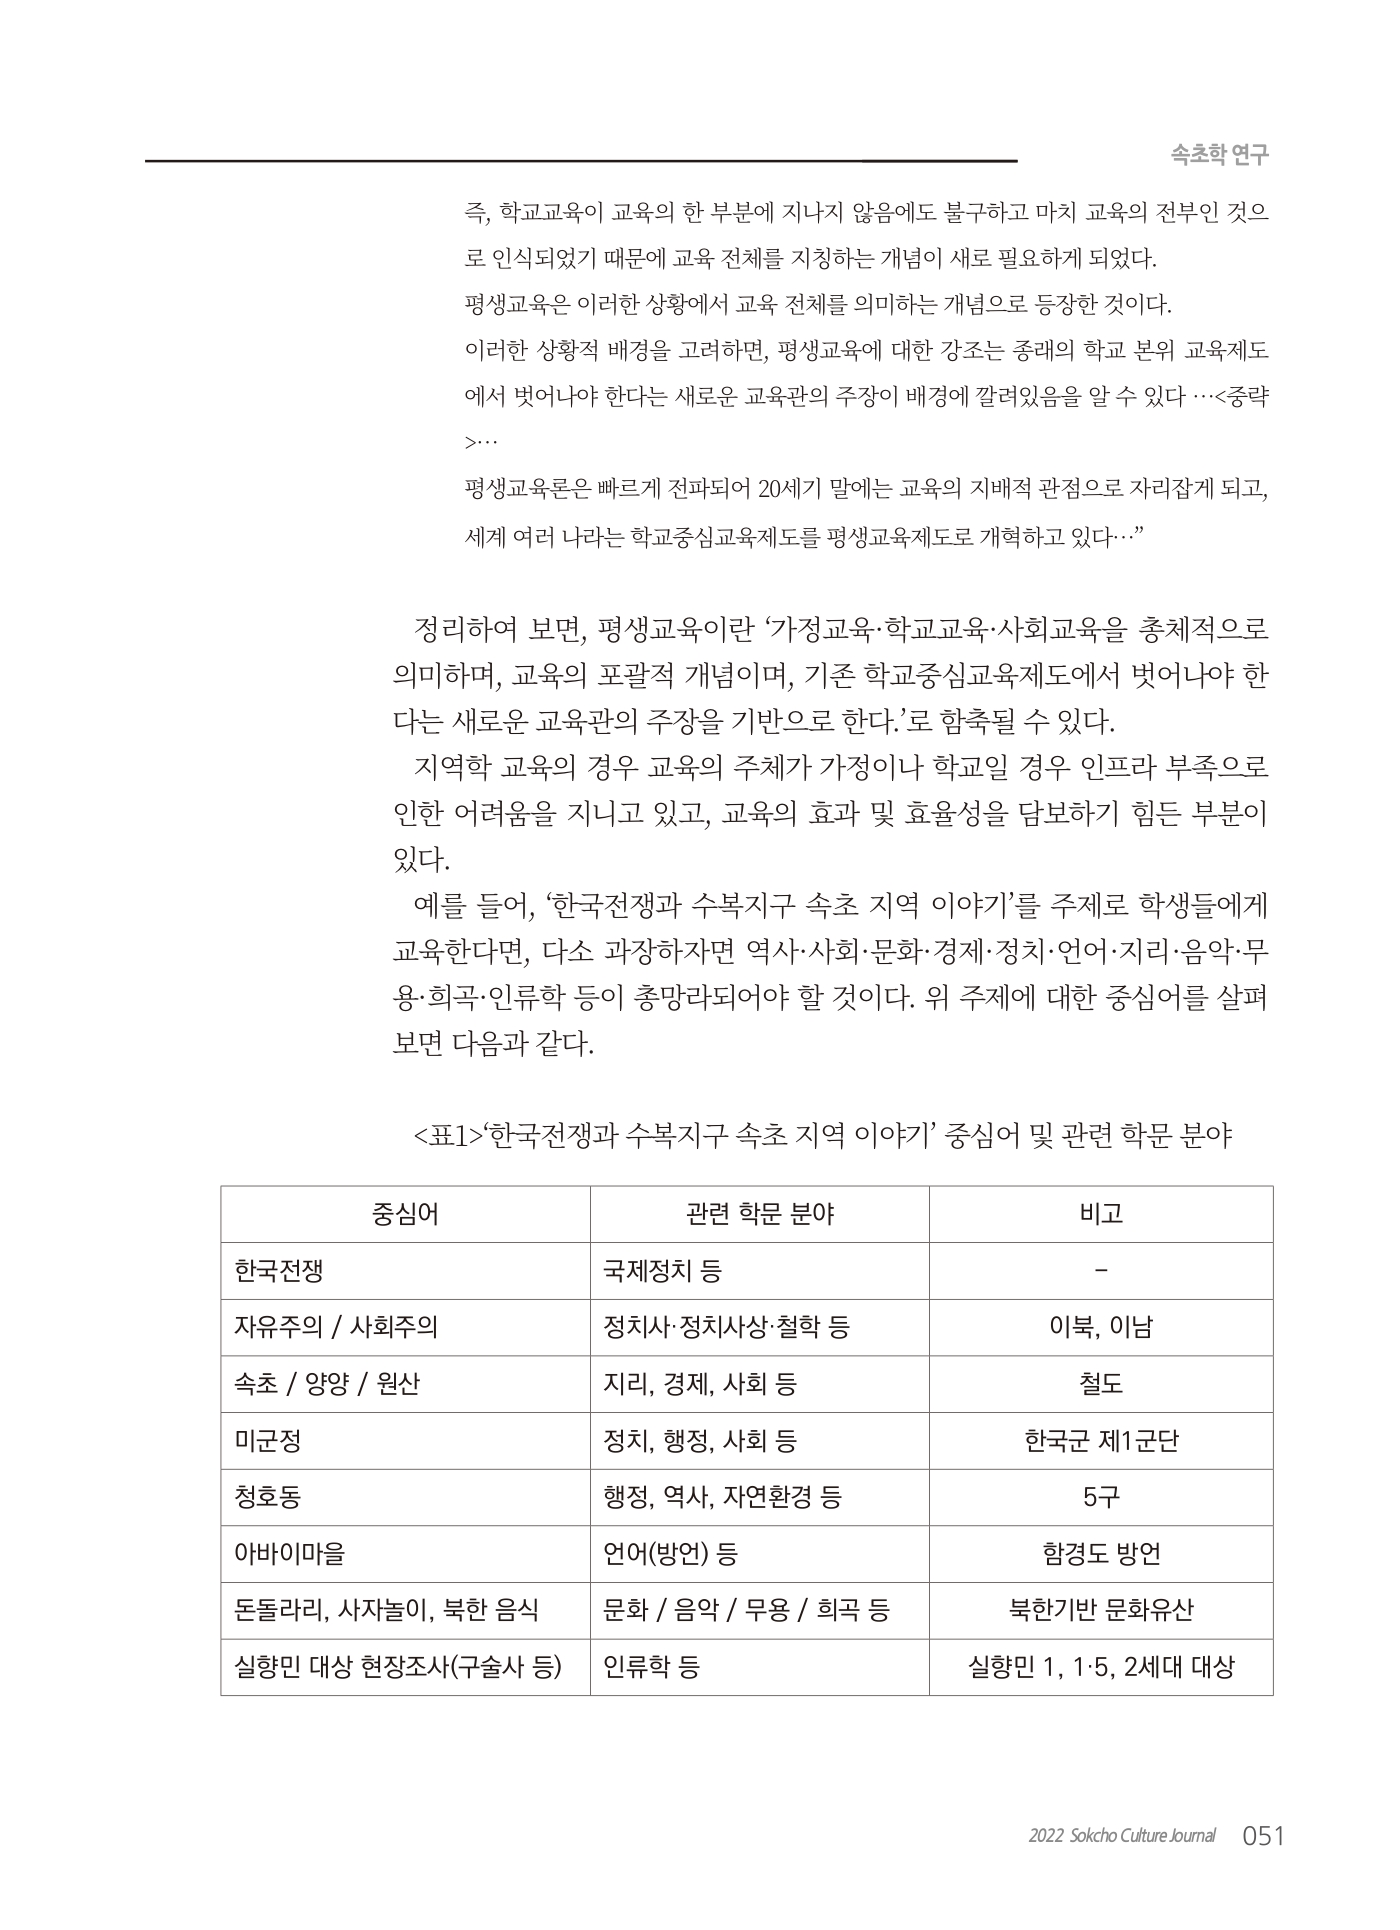 속초학 연구
즉, 학교교육이 교육의 한 부분에 지나지 않음에도 불구하고 마치 교육의 전부인 것으
로 인식되었기 때문에 교육 전체를 지칭하는 개념이 새로 필요하게 되었다.
평생교육은 이러한 상황에서 교육 전체를 의미하는 개념으로 등장한 것이다.
이러한 상황적 배경을 고려하면, 평생교육에 대한 강조는 종래의 학교 본위 교육제도
에서 벗어나야 한다는 새로운 교육관의 주장이 배경에 깔려있음을 알 수 있다 …<중략
>…
평생교육론은 빠르게 전파되어 20세기 말에는 교육의 지배적 관점으로 자리잡게 되고,
세계 여러 나라는 학교중심교육제도를 평생교육제도로 개혁하고 있다…”
정리하여 보면, 평생교육이란 ‘가정교육·학교교육·사회교육을 총체적으로
의미하며, 교육의 포괄적 개념이며, 기존 학교중심교육제도에서 벗어나야 한
다는 새로운 교육관의 주장을 기반으로 한다.’로 함축될 수 있다.
지역학 교육의 경우 교육의 주체가 가정이나 학교일 경우 인프라 부족으로
인한 어려움을 지니고 있고, 교육의 효과 및 효율성을 담보하기 힘든 부분이
있다.
예를 들어, ‘한국전쟁과 수복지구 속초 지역 이야기’를 주제로 학생들에게
교육한다면, 다소 과장하자면 역사·사회·문화·경제·정치·언어·지리·음악·무
용·희곡·인류학 등이 총망라되어야 할 것이다. 위 주제에 대한 중심어를 살펴
보면 다음과 같다.
<표1>‘한국전쟁과 수복지구 속초 지역 이야기’ 중심어 및 관련 학문 분야
중심어 관련 학문 분야 비고
한국전쟁 국제정치 등 –
자유주의 / 사회주의 정치사·정치사상·철학 등 이북, 이남
속초 / 양양 / 원산 지리, 경제, 사회 등 철도
미군정 정치, 행정, 사회 등 한국군 제1군단
청호동 행정, 역사, 자연환경 등 5구
아바이마을 언어(방언) 등 함경도 방언
돈돌라리, 사자놀이, 북한 음식 문화 / 음악 / 무용 / 희곡 등 북한기반 문화유산
실향민 대상 현장조사(구술사 등) 인류학 등 실향민 1, 1·5, 2세대 대상
2022 Sokcho Culture Journal 051